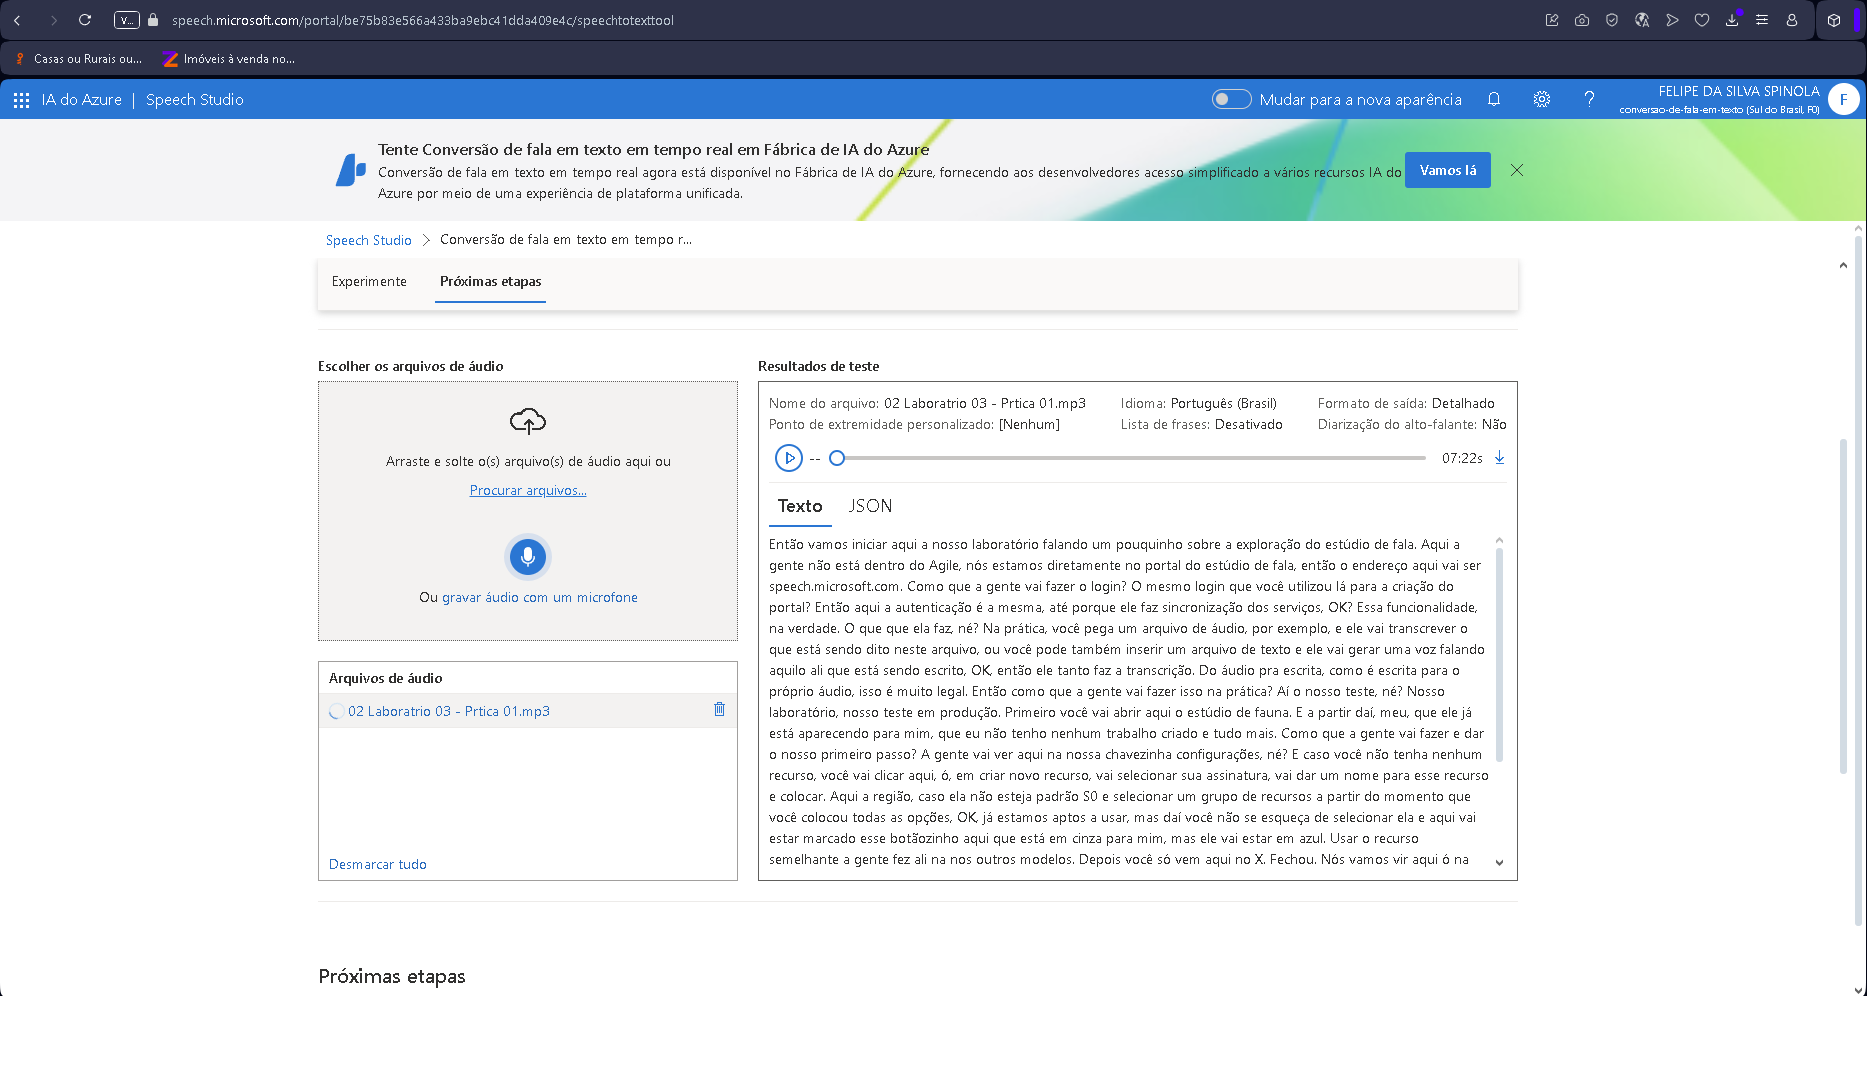 V...
speech.microsoft.com/portal/be75b83e566a433ba9ebc41dda409e4c/speechtotexttool
Casas ou Rurais ou...
Imóveis à venda no...
IA do Azure | Speech Studio
Mudar para a nova aparência
?
FELIPE DA SILVA SPINOLA
conversao-de-fala-em-texto (Sul do Brasil, F0)
F
Tente Conversão de fala em texto em tempo real em Fábrica de IA do Azure
Conversão de fala em texto em tempo real agora está disponível no Fábrica de IA do Azure, fornecendo aos desenvolvedores acesso simplificado a vários recursos IA do
Azure por meio de uma experiência de plataforma unificada.
Vamos lá
Speech Studio > Conversão de fala em texto em tempo r...
Experimente
Próximas etapas
Escolher os arquivos de áudio
Arraste e solte o(s) arquivo(s) de áudio aqui ou
Procurar arquivos...
Ou gravar áudio com um microfone
Arquivos de áudio
02 Laboratrio 03 - Prtica 01.mp3
Desmarcar tudo
Resultados de teste
Nome do arquivo: 02 Laboratrio 03 - Prtica 01.mp3
Idioma: Português (Brasil)
Formato de saída: Detalhado
Ponto de extremidade personalizado: [Nenhum]
Lista de frases: Desativado
Diarização do alto-falante: Não
--
07:22s
Texto
JSON
Então vamos iniciar aqui a nosso laboratório falando um pouquinho sobre a exploração do estúdio de fala. Aqui a
gente não está dentro do Agile, nós estamos diretamente no portal do estúdio de fala, então o endereço aqui vai ser
speech.microsoft.com. Como que a gente vai fazer o login? O mesmo login que você utilizou lá para a criação do
portal? Então aqui a autenticação é a mesma, até porque ele faz sincronização dos serviços, OK? Essa funcionalidade,
na verdade. O que que ela faz, né? Na prática, você pega um arquivo de áudio, por exemplo, e ele vai transcrever o
que está sendo dito neste arquivo, ou você pode também inserir um arquivo de texto e ele vai gerar uma voz falando
aquilo ali que está sendo escrito, OK, então ele tanto faz a transcrição. Do áudio pra escrita, como é escrita para o
próprio áudio, isso é muito legal. Então como que a gente vai fazer isso na prática? Aí o nosso teste, né? Nosso
laboratório, nosso teste em produção. Primeiro você vai abrir aqui o estúdio de fauna. E a partir daí, meu, que ele já
está aparecendo para mim, que eu não tenho nenhum trabalho criado e tudo mais. Como que a gente vai fazer e dar
o nosso primeiro passo? A gente vai ver aqui na nossa chavezinha configurações, né? E caso você não tenha nenhum
recurso, você vai clicar aqui, ó, em criar novo recurso, vai selecionar sua assinatura, vai dar um nome para esse recurso
e colocar. Aqui a região, caso ela não esteja padrão S0 e selecionar um grupo de recursos a partir do momento que
você colocou todas as opções, OK, já estamos aptos a usar, mas daí você não se esqueça de selecionar ela e aqui vai
estar marcado esse botãozinho aqui que está em cinza para mim, mas ele vai estar em azul. Usar o recurso
semelhante a gente fez ali na nos outros modelos. Depois você só vem aqui no X. Fechou. Nós vamos vir aqui ó na
Próximas etapas